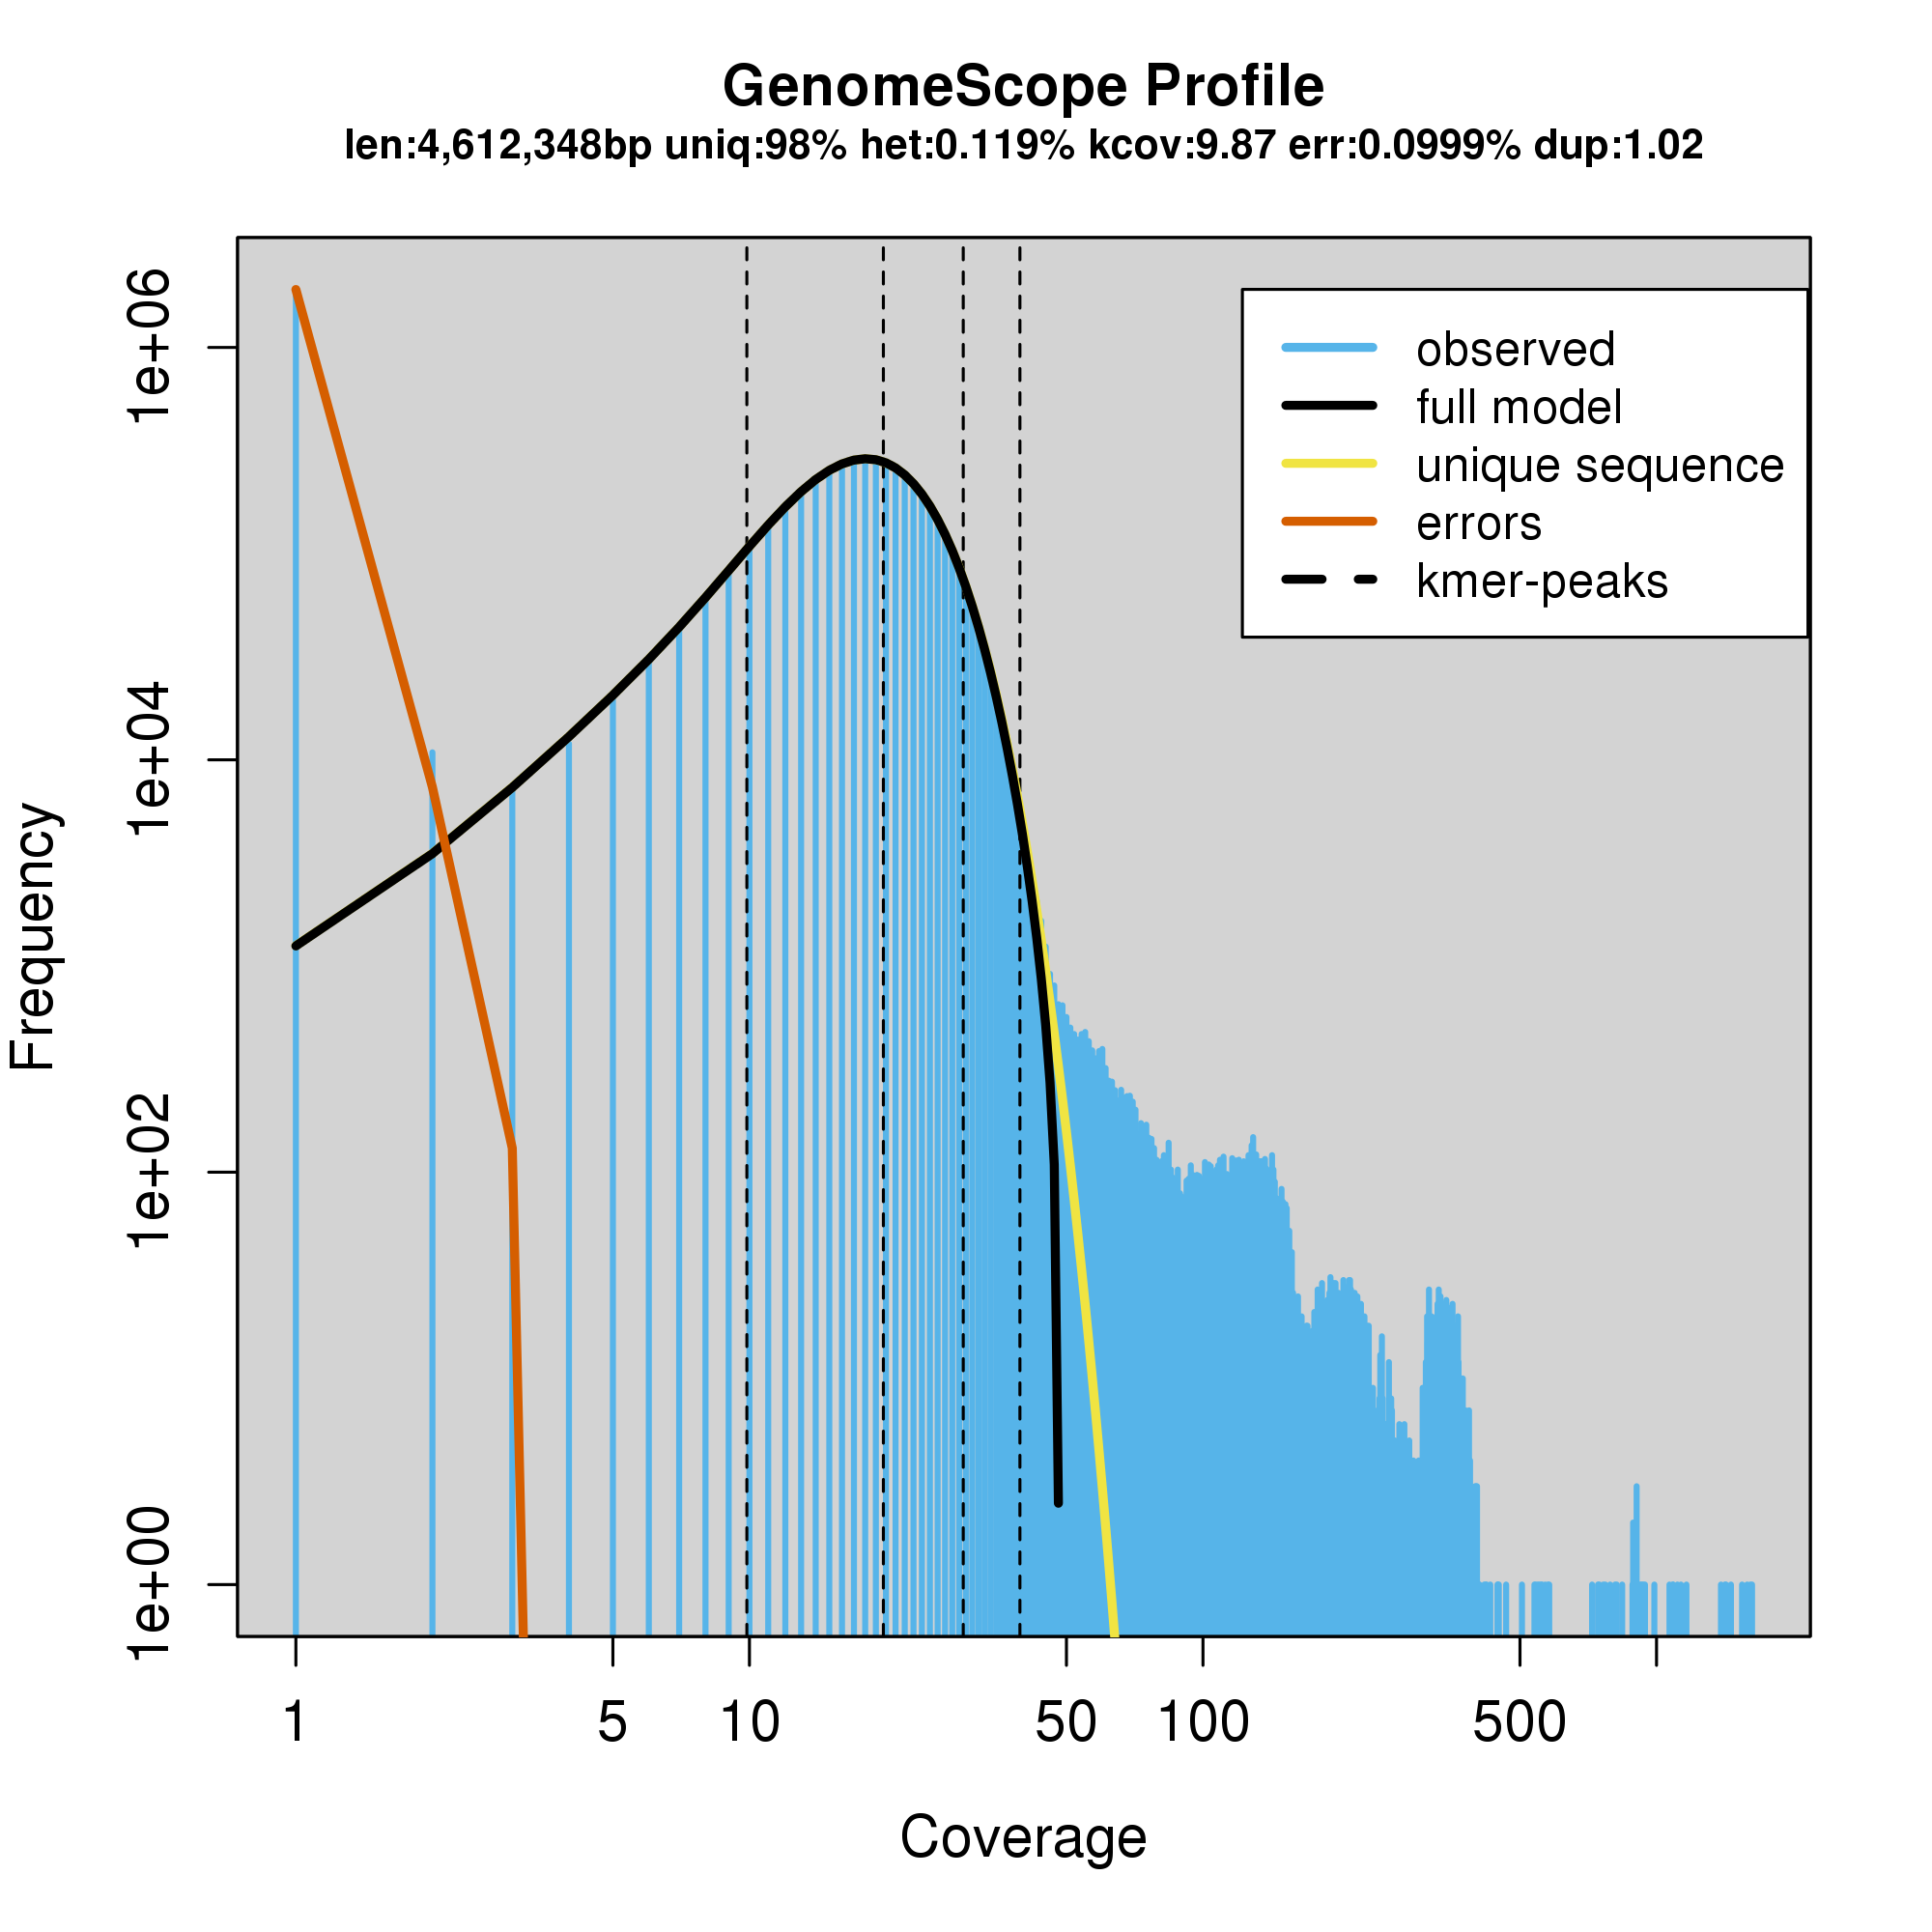 GenomeScope Profile
len:4,612,348bp uniq:98% het:0.119% kcov:9.87 err:0.0999% dup:1.02
observed
full model
unique sequence
errors
kmer-peaks
1e+06
1e+04
1e+02
1e+00
Frequency
1
5
10
50
100
500
Coverage